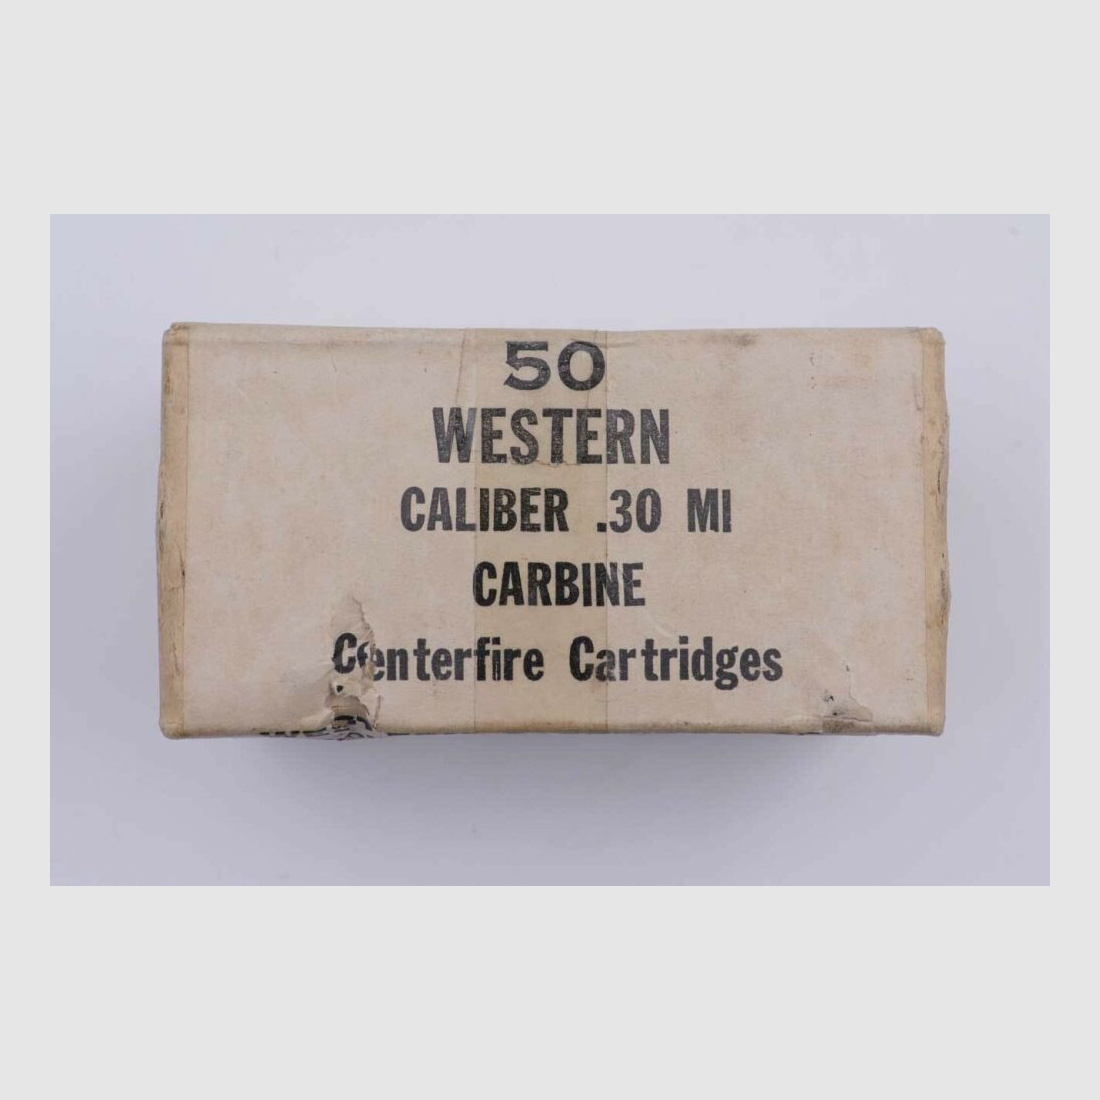 50
WESTERN
CALIBER .30 MI
CARBINE
Centerfire Cartridges